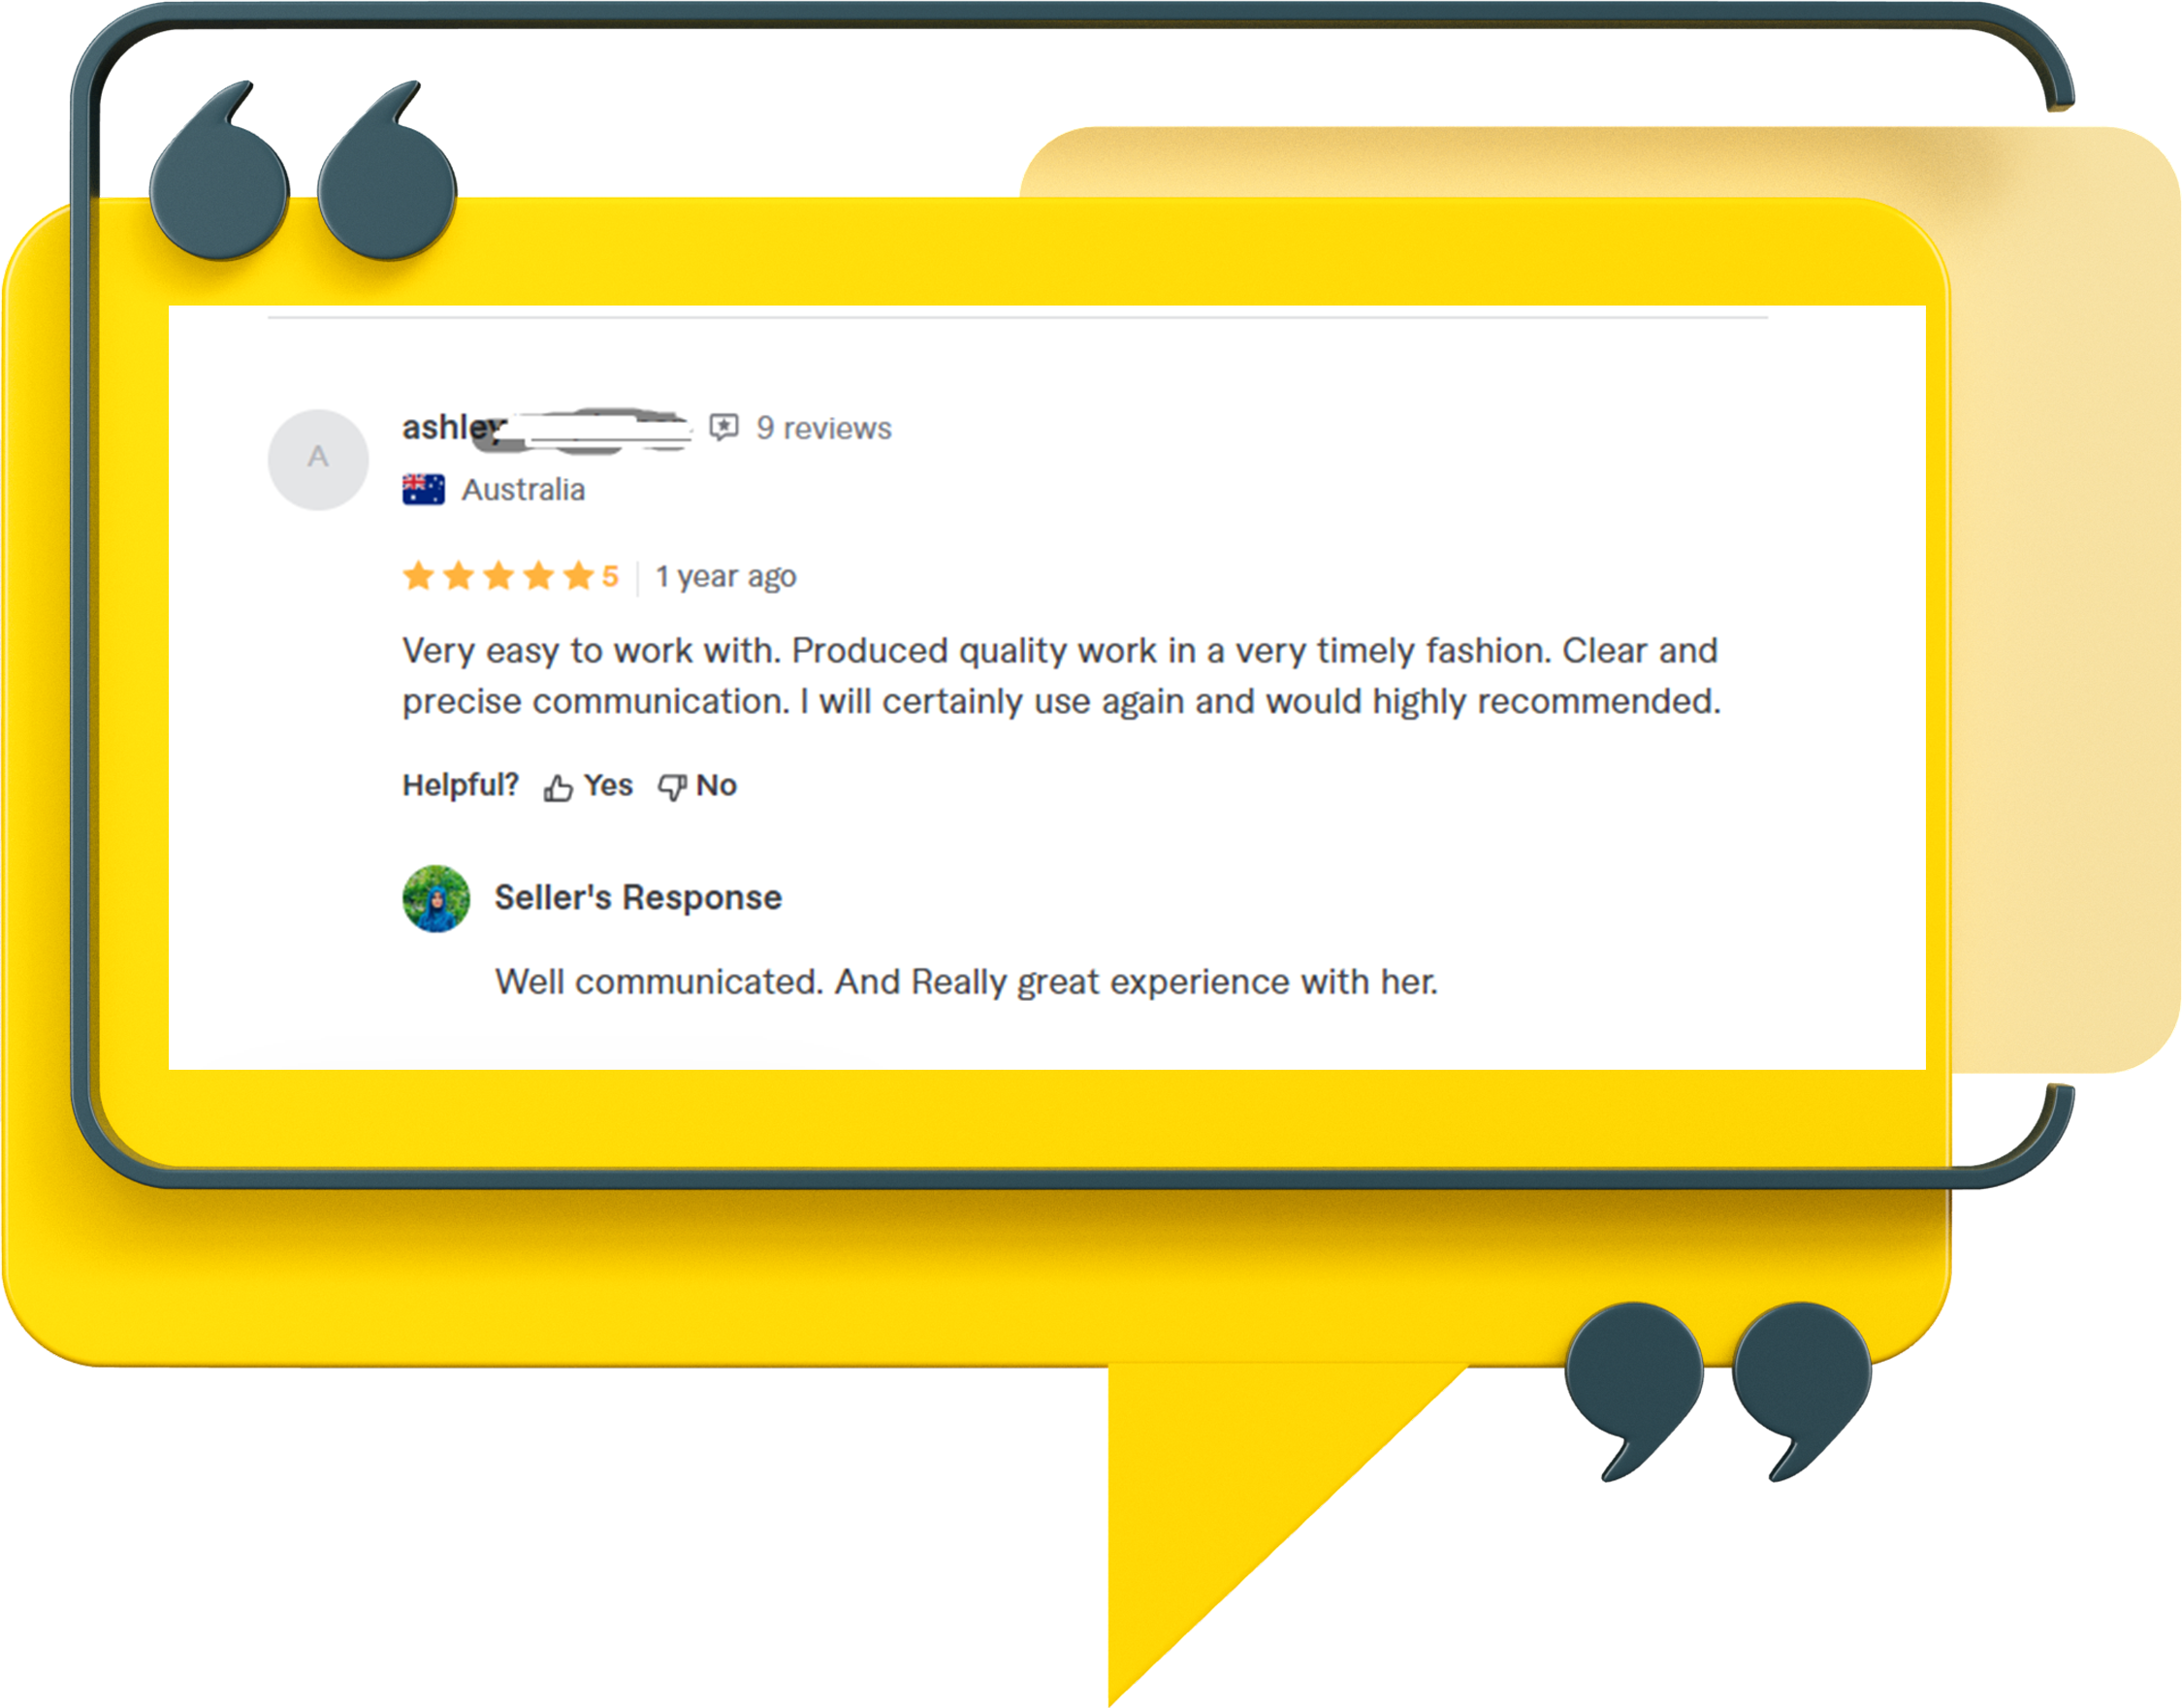 A
ashley 9 reviews
Australia
5 1 year ago
Very easy to work with. Produced quality work in a very timely fashion. Clear and
precise communication. I will certainly use again and would highly recommended.
Helpful? Yes No
Seller's Response
Well communicated. And Really great experience with her.